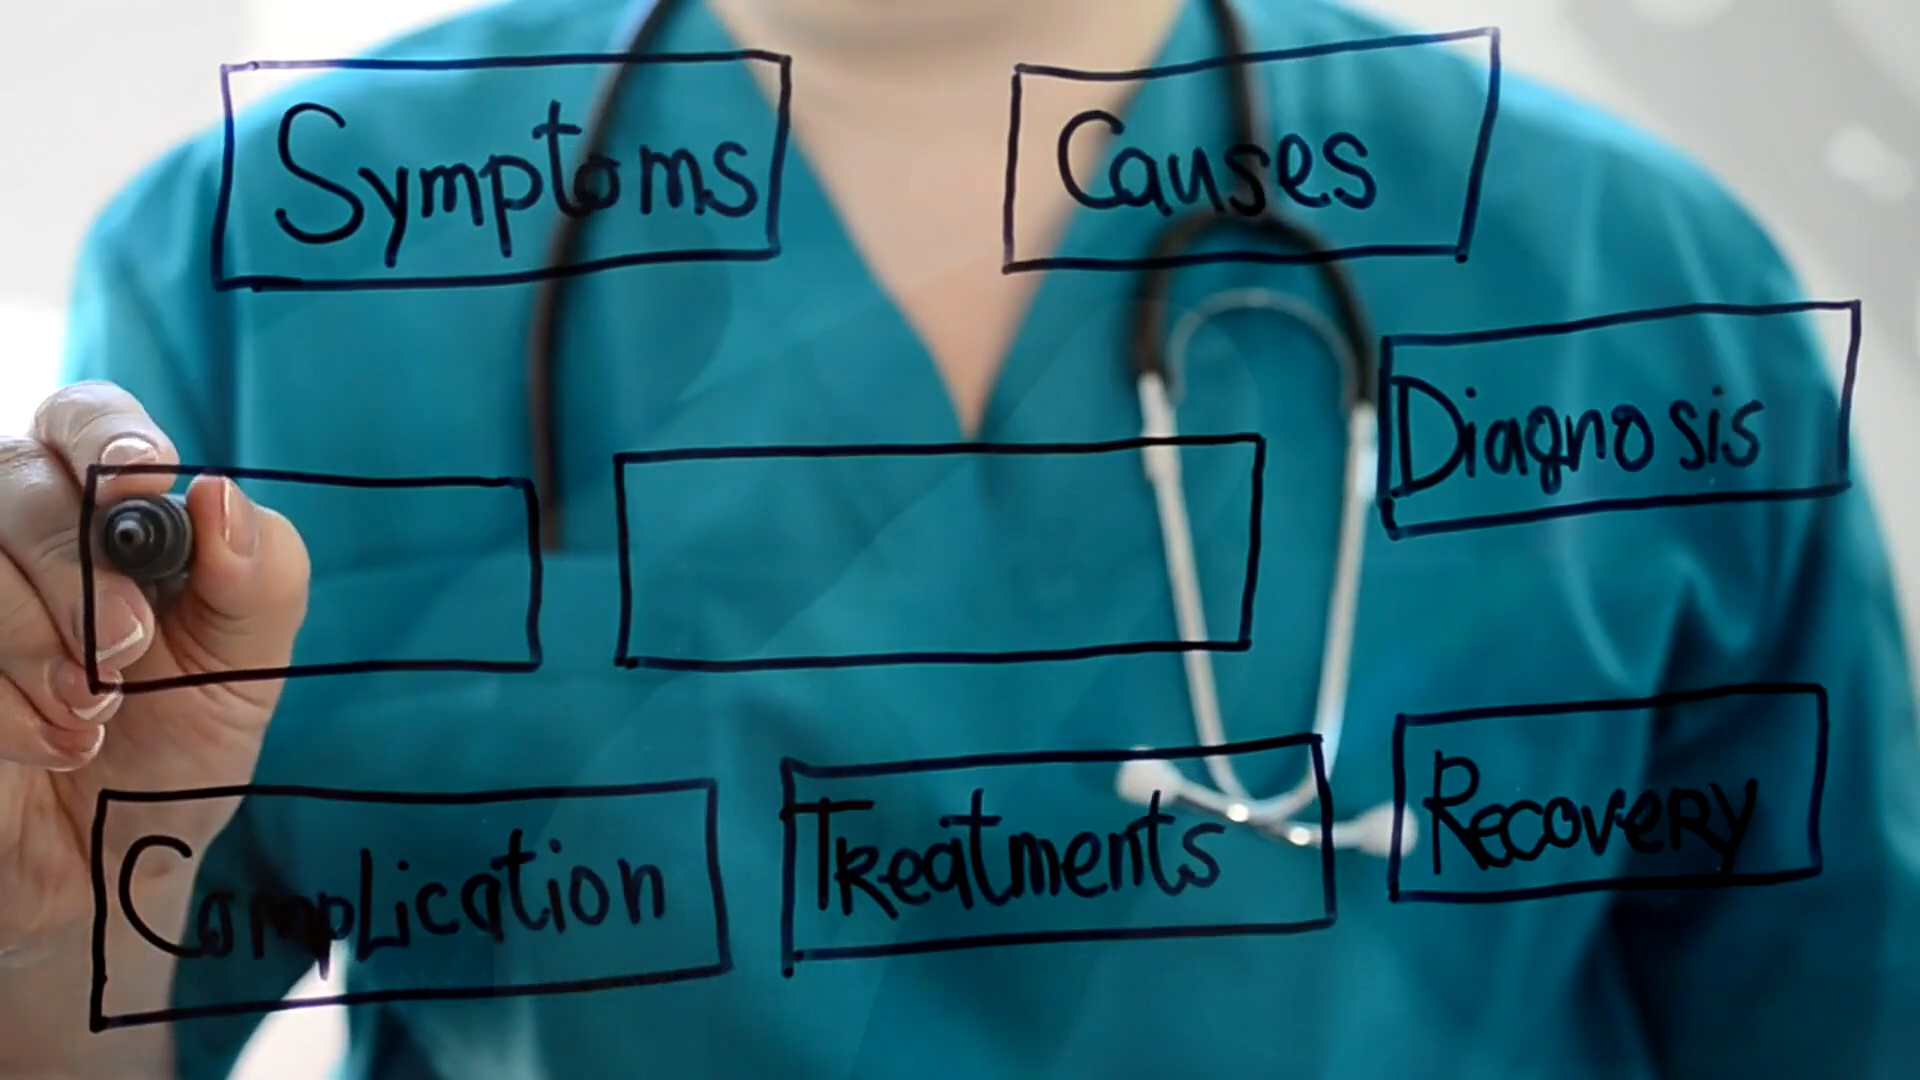 Symptoms
Causes
Diagnosis
Complication
Treatments
Recovery